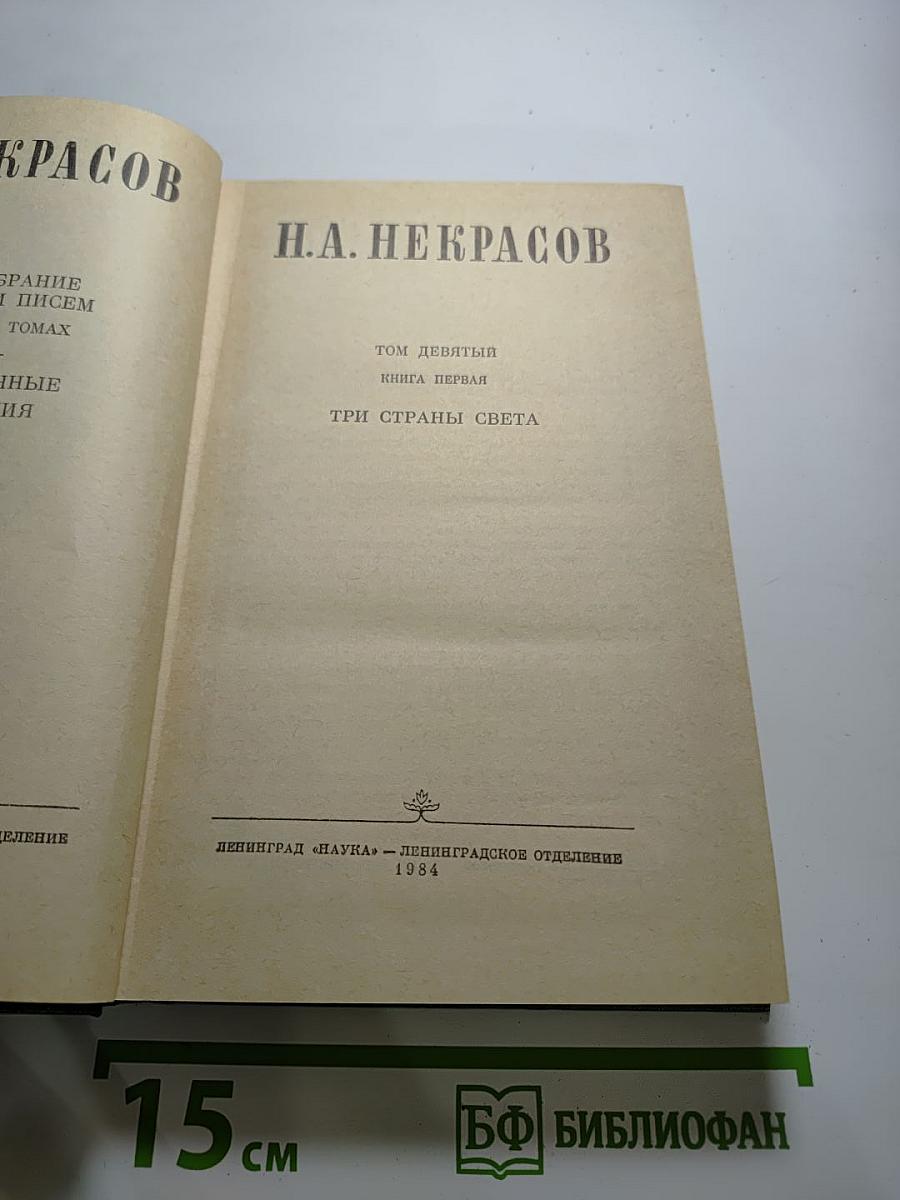 КРАСОВ
БРАНИЕ
И ПИСЕМ
ТОМАХ
ННЫЕ
ИЯ
ДЕЛЕНИЕ
Н.А.НЕКРАСОВ
ТОМ ДЕВЯТЫЙ
КНИГА ПЕРВАЯ
ТРИ СТРАНЫ СВЕТА
ЛЕНИНГРАД «НАУКА» — ЛЕНИНГРАДСКОЕ ОТДЕЛЕНИЕ
1984
15 см
БФ БИБЛИОФАН